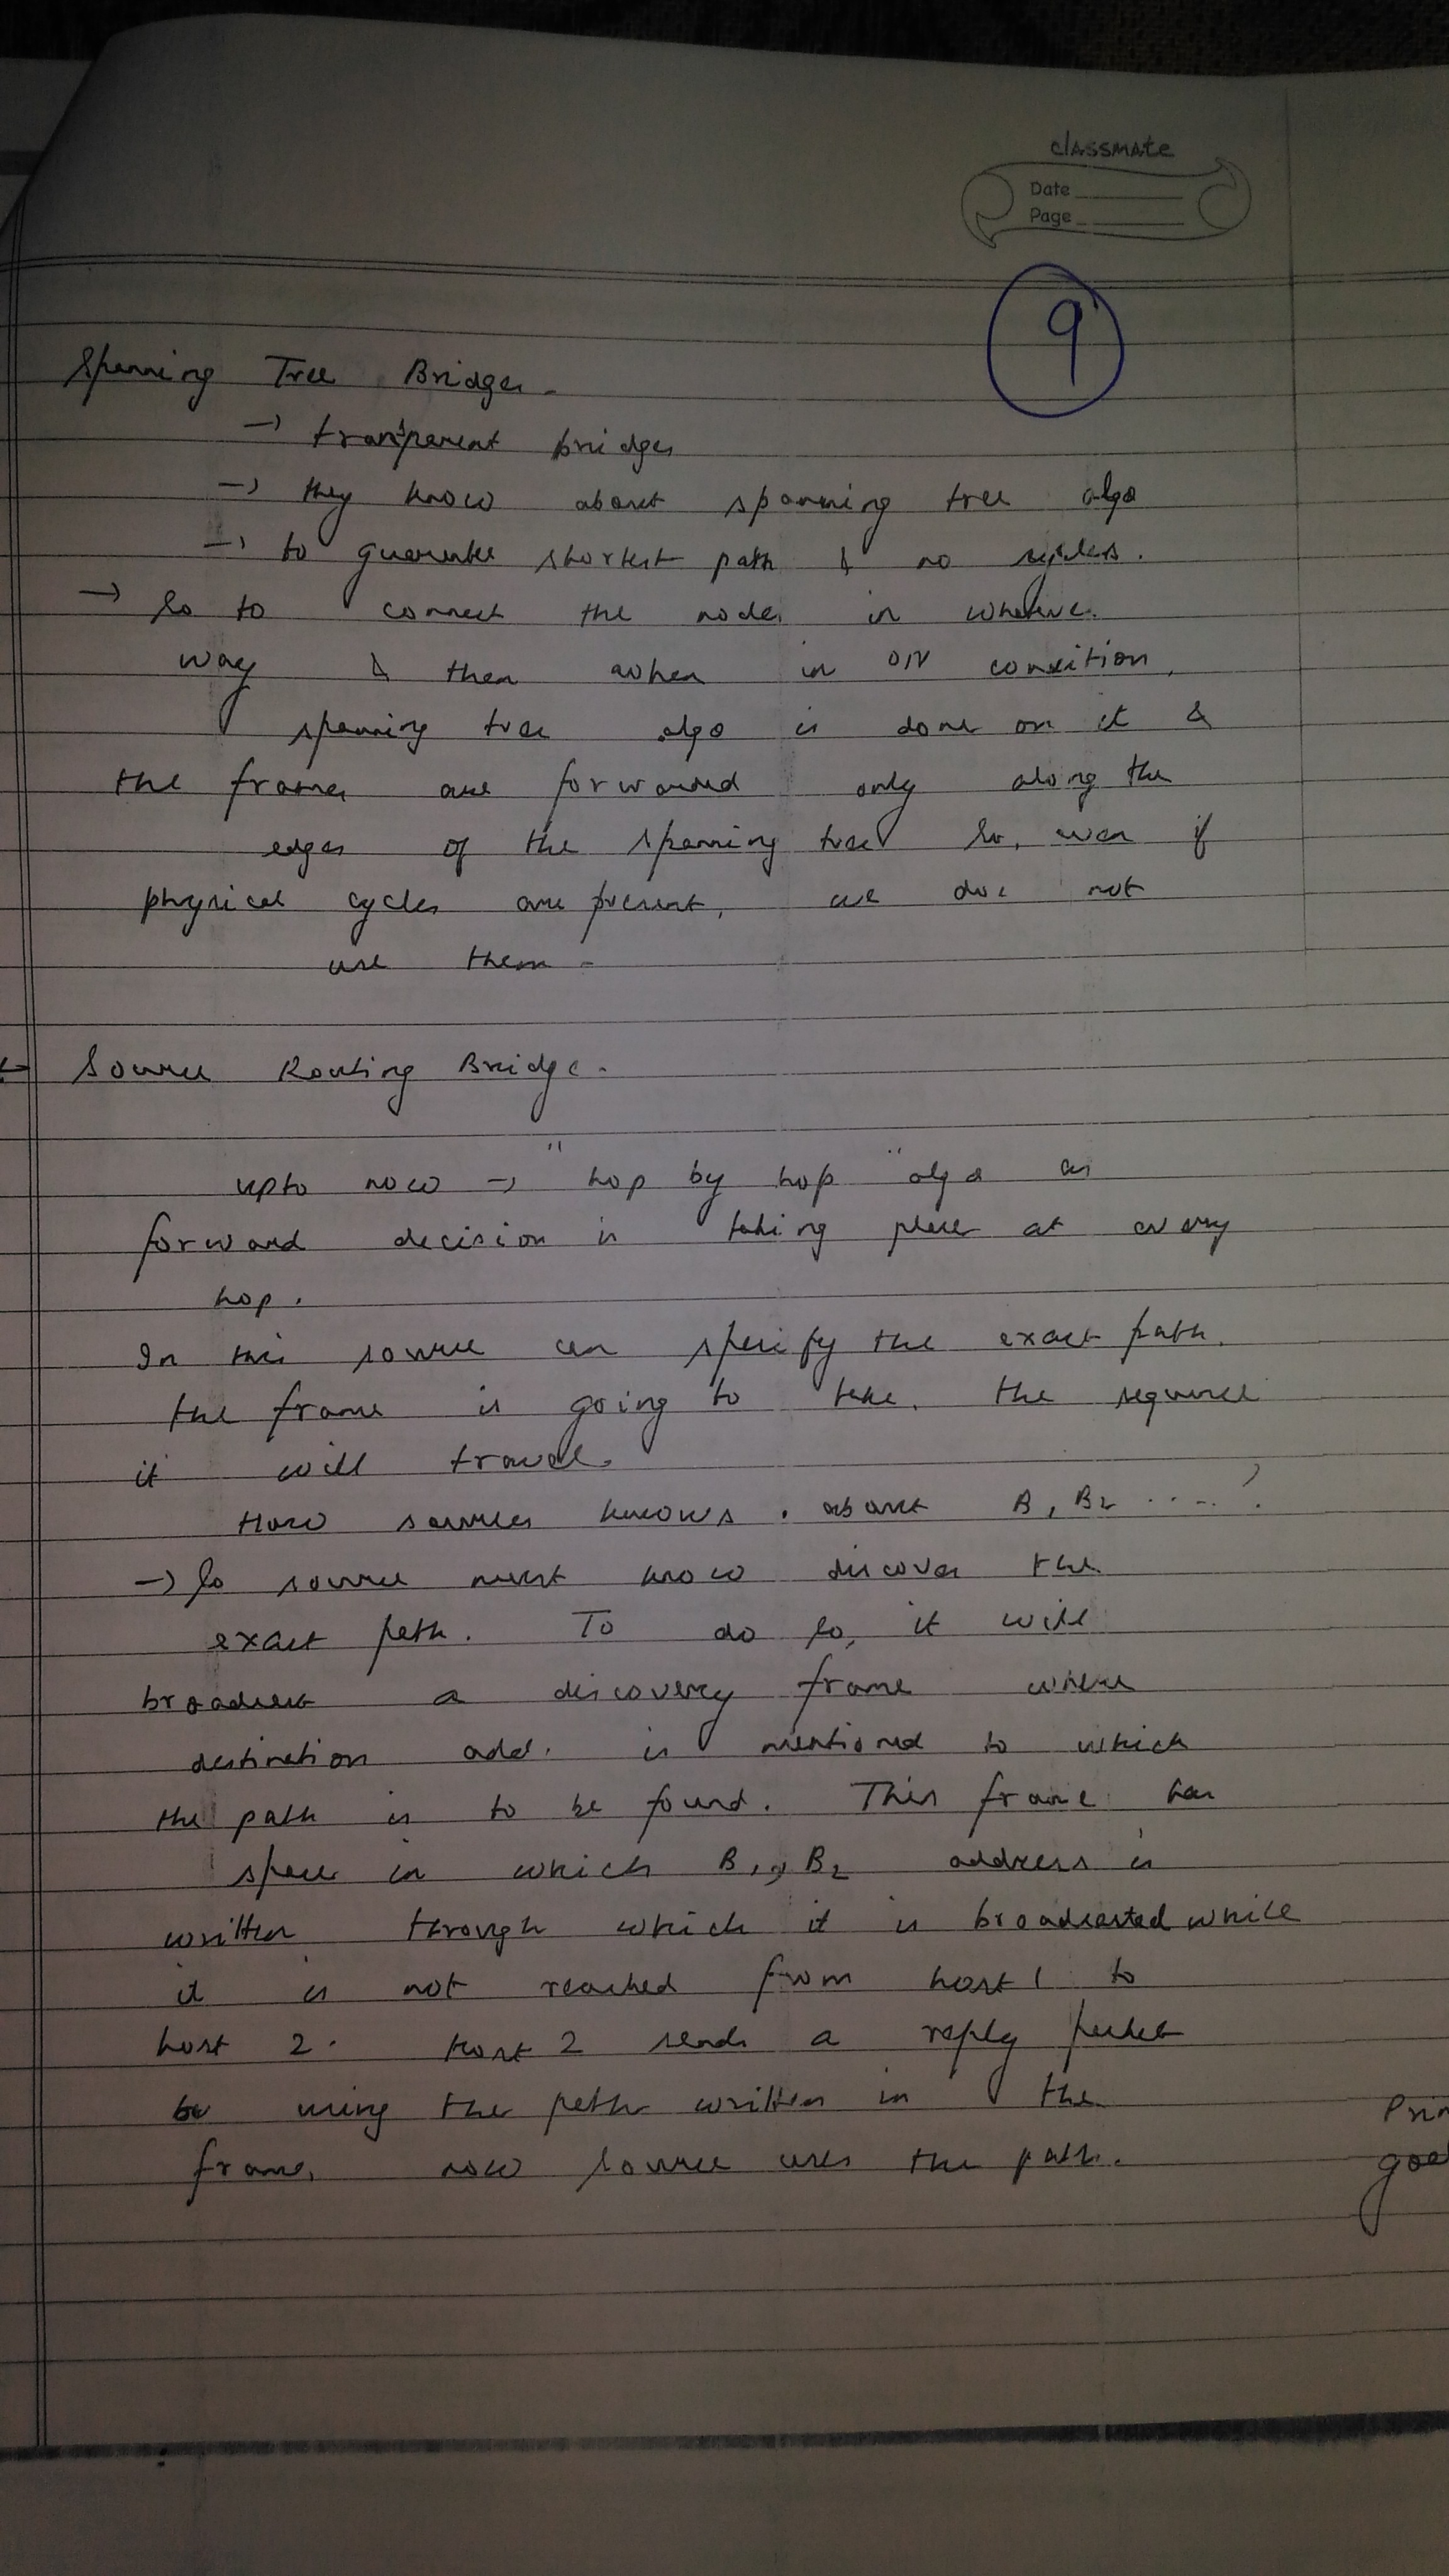 classmate
Date
Page
9
Spanning Tree Bridges
→ transparent bridges
→ they know about spanning tree algo
→ to guarantee shortest path & no cycles.
→ So to connect the nodes in whatever
way & then when in ON condition,
spanning tree algo is done on it &
the frames are forwarded only along the
edges of the spanning tree So, even if
physical cycles are present, we do not
use them
Source Routing Bridge.
upto now → "hop by hop" algo as
forward decision is taking place at every
hop.
In this source can specify the exact path.
the frame is going to take. the sequence
it will travel.
How sources knows about B1 B2 ....?
→ So source must know discover the
exact path. To do so, it will
broadcast a discovery frame where
destination add. is mentioned to which
the path is to be found. This frame has
space in which B1, B2 address is
written through which it is broadcasted while
it is not reached from host 1 to
host 2. Host 2 sends a reply packet
using the path written in the
frame. now source uses the path.